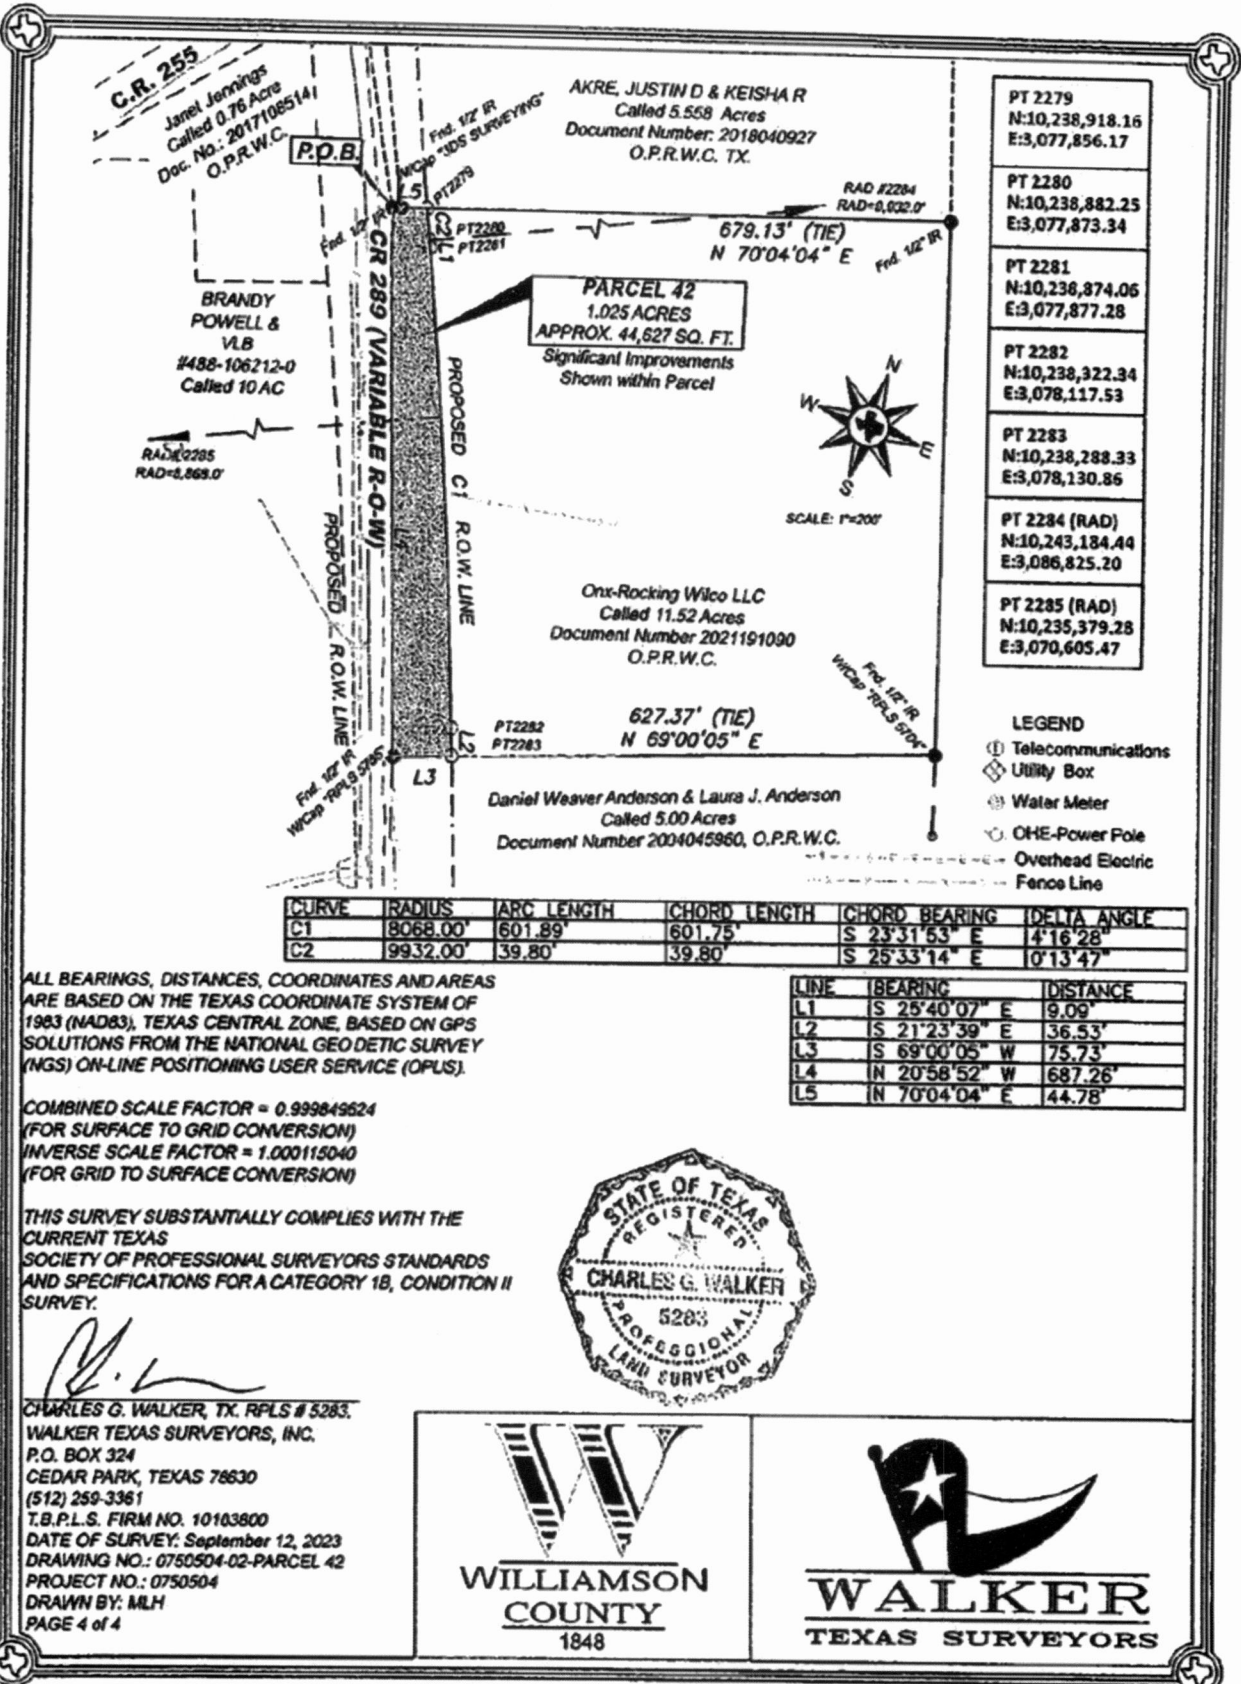 C.R. 255
Janet Jennings
Called 0.76 Acre
Doc. No.: 2017108514
O.P.R.W.C.
P.O.B.
Fnd. 1/2" IR
W/Cap "JDS SURVEYING"
PT2279
L5
AKRE, JUSTIN D & KEISHA R
Called 5.558 Acres
Document Number: 2018040927
O.P.R.W.C. TX.
RAD #2284
RAD=9,932.0'
Fnd. 1/2" IR
C2
L1
PT2280
PT2281
679.13' (TIE)
N 70°04'04" E
Fnd. 1/2" IR
PARCEL 42
1.025 ACRES
APPROX. 44,627 SQ. FT.
Significant Improvements
Shown within Parcel
BRANDY
POWELL &
VLB
#488-106212-0
Called 10 AC
CR 289 (VARIABLE R-O-W)
PROPOSED C1 R.O.W. LINE
N
W
E
S
SCALE: 1"=200'
RAD#2285
RAD=8,068.0'
L4
PROPOSED R.O.W. LINE
Onx-Rocking Wilco LLC
Called 11.52 Acres
Document Number 2021191090
O.P.R.W.C.
Fnd. 1/2" IR
W/Cap "RPLS 5704"
PT2282
PT2283
627.37' (TIE)
N 69°00'05" E
L2
L3
Fnd. 1/2" IR
W/Cap "RPLS 5785"
Daniel Weaver Anderson & Laura J. Anderson
Called 5.00 Acres
Document Number 2004045960, O.P.R.W.C.
PT 2279
N:10,238,918.16
E:3,077,856.17
PT 2280
N:10,238,882.25
E:3,077,873.34
PT 2281
N:10,238,874.06
E:3,077,877.28
PT 2282
N:10,238,322.34
E:3,078,117.53
PT 2283
N:10,238,288.33
E:3,078,130.86
PT 2284 (RAD)
N:10,243,184.44
E:3,086,825.20
PT 2285 (RAD)
N:10,235,379.28
E:3,070,605.47
LEGEND
Telecommunications
Utility Box
Water Meter
OHE-Power Pole
Overhead Electric
Fence Line
CURVE RADIUS ARC LENGTH CHORD LENGTH CHORD BEARING DELTA ANGLE
C1 8068.00' 601.89' 601.75' S 23°31'53" E 4°16'28"
C2 9932.00' 39.80' 39.80' S 25°33'14" E 0°13'47"
LINE BEARING DISTANCE
L1 S 25°40'07" E 9.09'
L2 S 21°23'39" E 36.53'
L3 S 69°00'05" W 75.73'
L4 N 20°58'52" W 687.26'
L5 N 70°04'04" E 44.78'
ALL BEARINGS, DISTANCES, COORDINATES AND AREAS
ARE BASED ON THE TEXAS COORDINATE SYSTEM OF
1983 (NAD83), TEXAS CENTRAL ZONE, BASED ON GPS
SOLUTIONS FROM THE NATIONAL GEODETIC SURVEY
(NGS) ON-LINE POSITIONING USER SERVICE (OPUS).
COMBINED SCALE FACTOR = 0.999849624
(FOR SURFACE TO GRID CONVERSION)
INVERSE SCALE FACTOR = 1.000115040
(FOR GRID TO SURFACE CONVERSION)
THIS SURVEY SUBSTANTIALLY COMPLIES WITH THE
CURRENT TEXAS
SOCIETY OF PROFESSIONAL SURVEYORS STANDARDS
AND SPECIFICATIONS FOR A CATEGORY 1B, CONDITION II
SURVEY.
STATE OF TEXAS
REGISTERED
CHARLES G. WALKER
5283
PROFESSIONAL
LAND SURVEYOR
CHARLES G. WALKER, TX. RPLS # 5283.
WALKER TEXAS SURVEYORS, INC.
P.O. BOX 324
CEDAR PARK, TEXAS 78630
(512) 259-3361
T.B.P.L.S. FIRM NO. 10103800
DATE OF SURVEY: September 12, 2023
DRAWING NO.: 0750504-02-PARCEL 42
PROJECT NO.: 0750504
DRAWN BY: MLH
PAGE 4 of 4
W
WILLIAMSON
COUNTY
1848
WALKER
TEXAS SURVEYORS